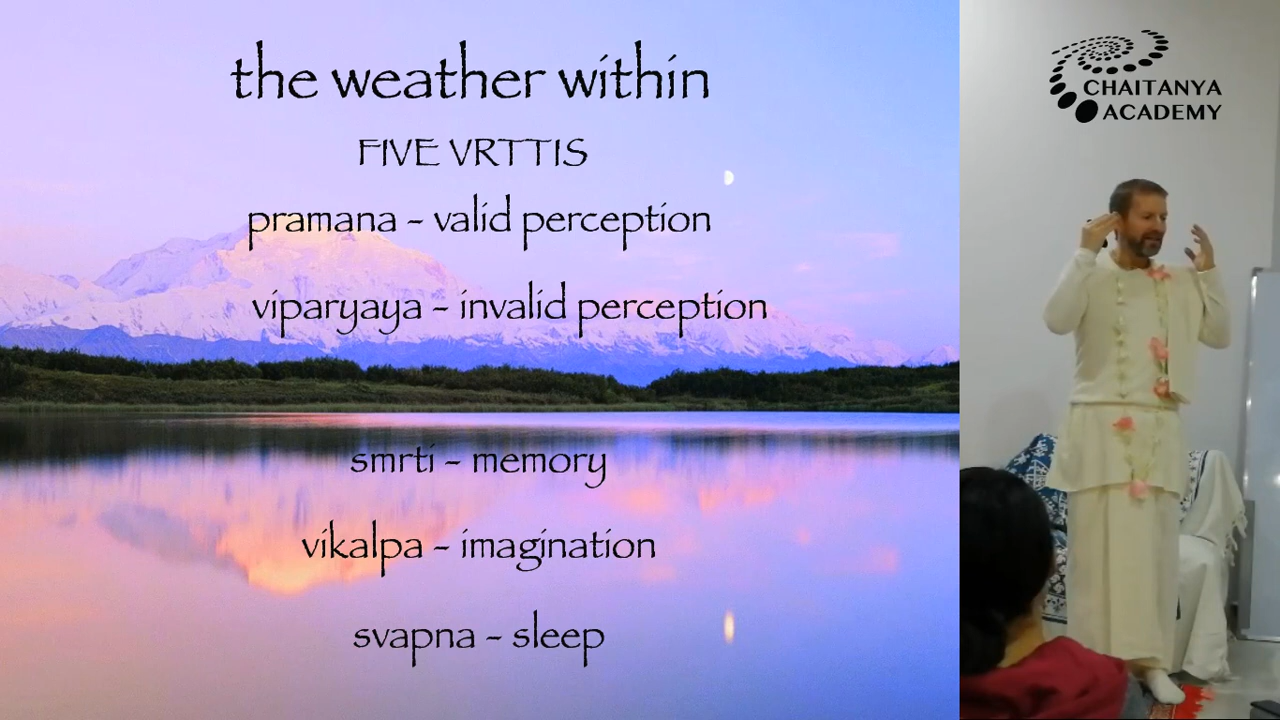 the weather within
FIVE VRTTIS
pramana - valid perception
viparyaya - invalid perception
smrti - memory
vikalpa - imagination
svapna - sleep
CHAITANYA
ACADEMY